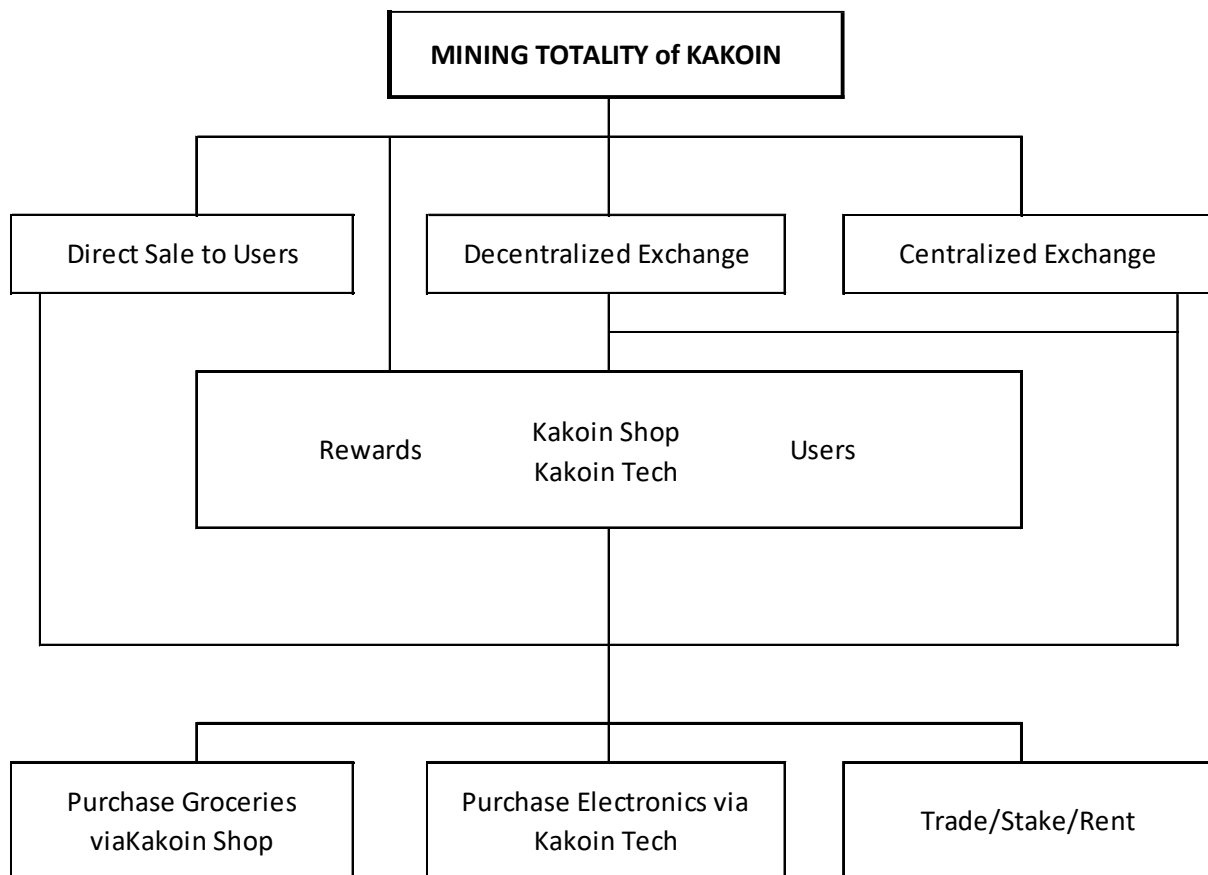 MINING TOTALITY of KAKOIN
Direct Sale to Users
Decentralized Exchange
Centralized Exchange
Rewards
Kakoin Shop
Kakoin Tech
Users
Purchase Groceries
viaKakoin Shop
Purchase Electronics via
Kakoin Tech
Trade/Stake/Rent